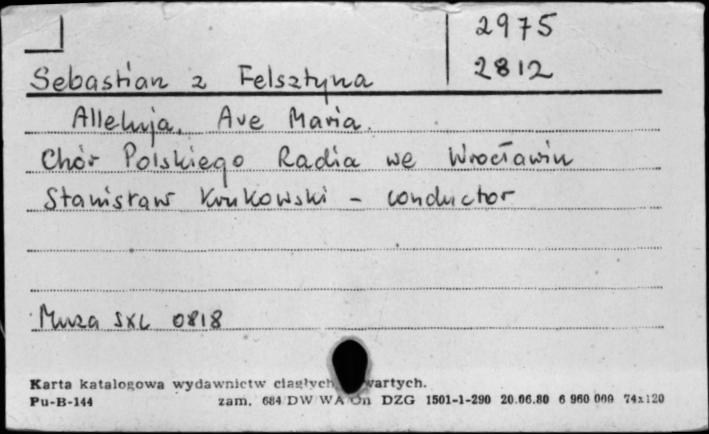 2975
2812
Sebastian z Felsztyna
Alleluja, Ave Maria.
Chór Polskiego Radia we Wrocławiu
Stanisław Krukowski - conductor
Muza SXL 0818
Karta katalogowa wydawnictw ciągłych wartych.
Pu-B-144 zam. 684 DW WA On DZG 1501-1-290 20.06.80 6 960 000 74x120